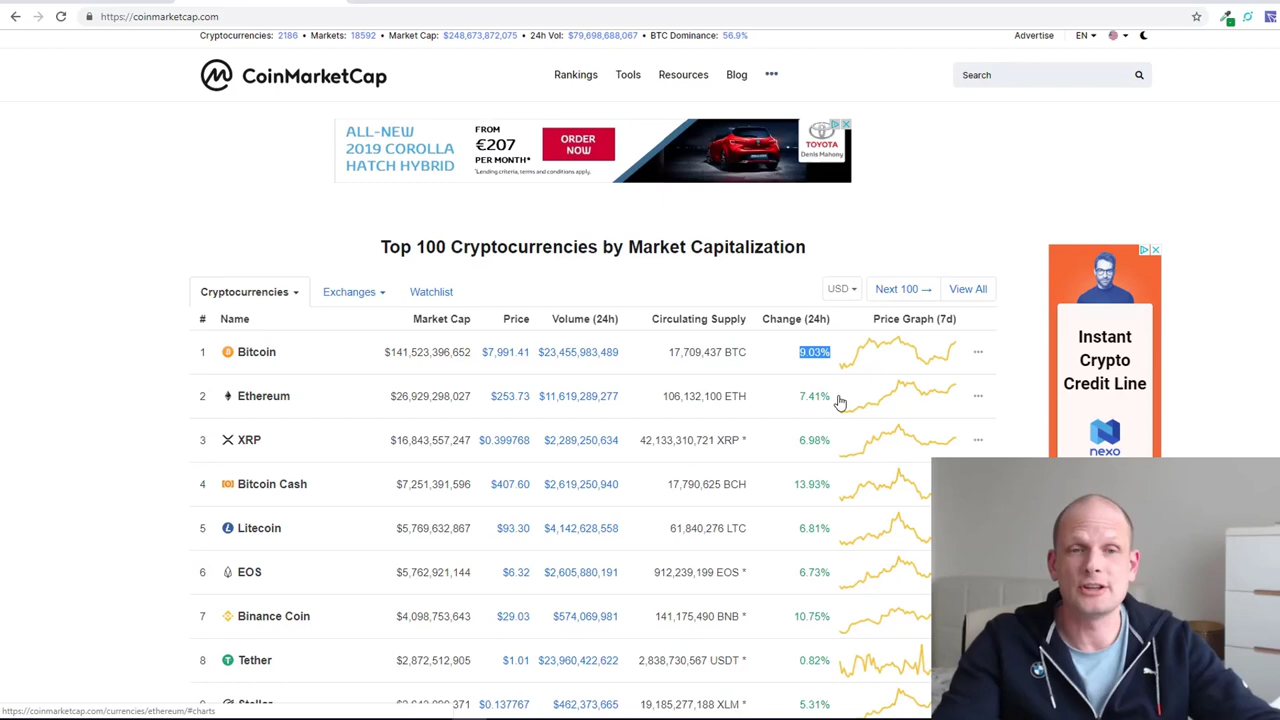 https://coinmarketcap.com
Cryptocurrencies: 2186 • Markets: 18592 • Market Cap: $248,673,872,075 • 24h Vol: $79,698,688,067 • BTC Dominance: 56.9%
Advertise EN
CoinMarketCap
Rankings Tools Resources Blog •••
Search
ALL-NEW
2019 COROLLA
HATCH HYBRID
FROM
€207
PER MONTH*
*Lending criteria, terms and conditions apply.
ORDER
NOW
TOYOTA
Denis Mahony
Top 100 Cryptocurrencies by Market Capitalization
Cryptocurrencies Exchanges Watchlist
USD Next 100 → View All
# Name Market Cap Price Volume (24h) Circulating Supply Change (24h) Price Graph (7d)
1 Bitcoin $141,523,396,652 $7,991.41 $23,455,983,489 17,709,437 BTC 9.03%
2 Ethereum $26,929,298,027 $253.73 $11,619,289,277 106,132,100 ETH 7.41%
3 XRP $16,843,557,247 $0.399768 $2,289,250,634 42,133,310,721 XRP * 6.98%
4 Bitcoin Cash $7,251,391,596 $407.60 $2,619,250,940 17,790,625 BCH 13.93%
5 Litecoin $5,769,632,867 $93.30 $4,142,628,558 61,840,276 LTC 6.81%
6 EOS $5,762,921,144 $6.32 $2,605,880,191 912,239,199 EOS * 6.73%
7 Binance Coin $4,098,753,643 $29.03 $574,069,981 141,175,490 BNB * 10.75%
8 Tether $2,872,512,905 $1.01 $23,960,422,622 2,838,730,567 USDT * 0.82%
$0.137767 $462,373,665 19,185,277,188 XLM * 5.31%
Instant
Crypto
Credit Line
nexo
https://coinmarketcap.com/currencies/ethereum/#charts